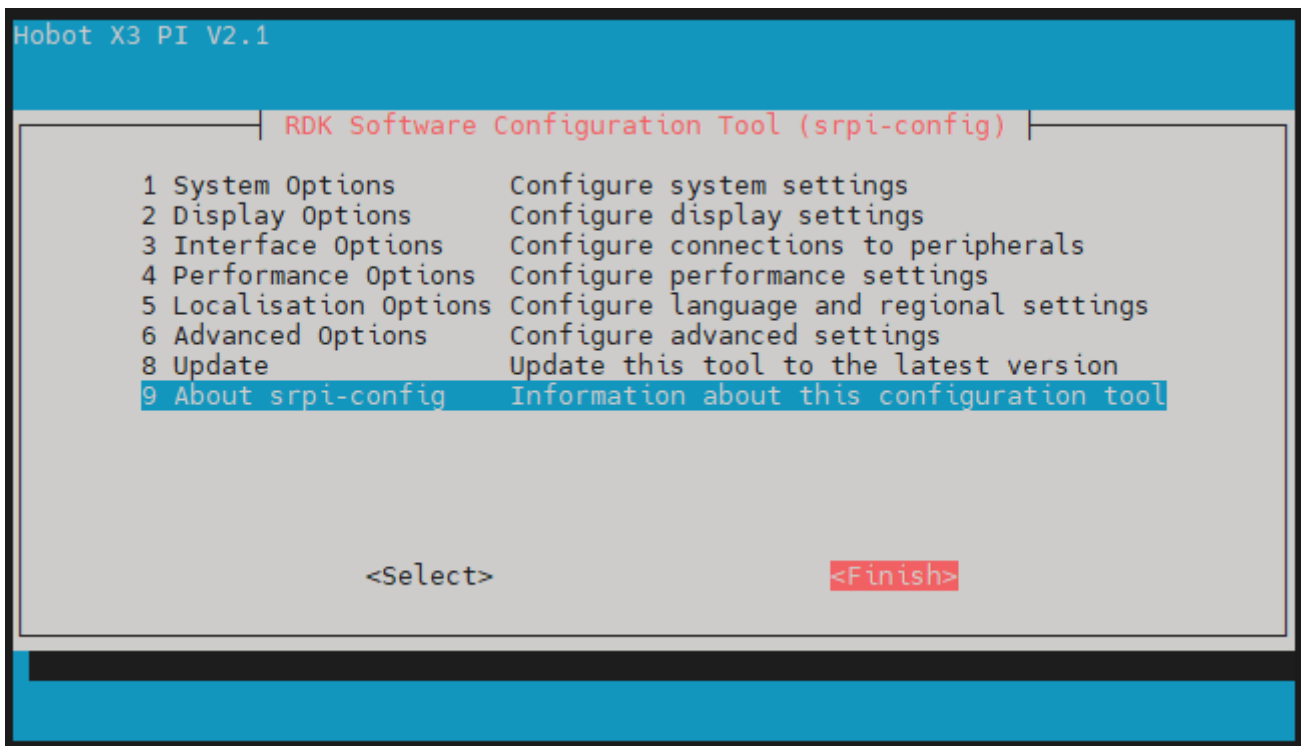 Hobot X3 PI V2.1
RDK Software Configuration Tool (srpi-config)
1 System Options Configure system settings
2 Display Options Configure display settings
3 Interface Options Configure connections to peripherals
4 Performance Options Configure performance settings
5 Localisation Options Configure language and regional settings
6 Advanced Options Configure advanced settings
8 Update Update this tool to the latest version
9 About srpi-config Information about this configuration tool
<Select> <Finish>